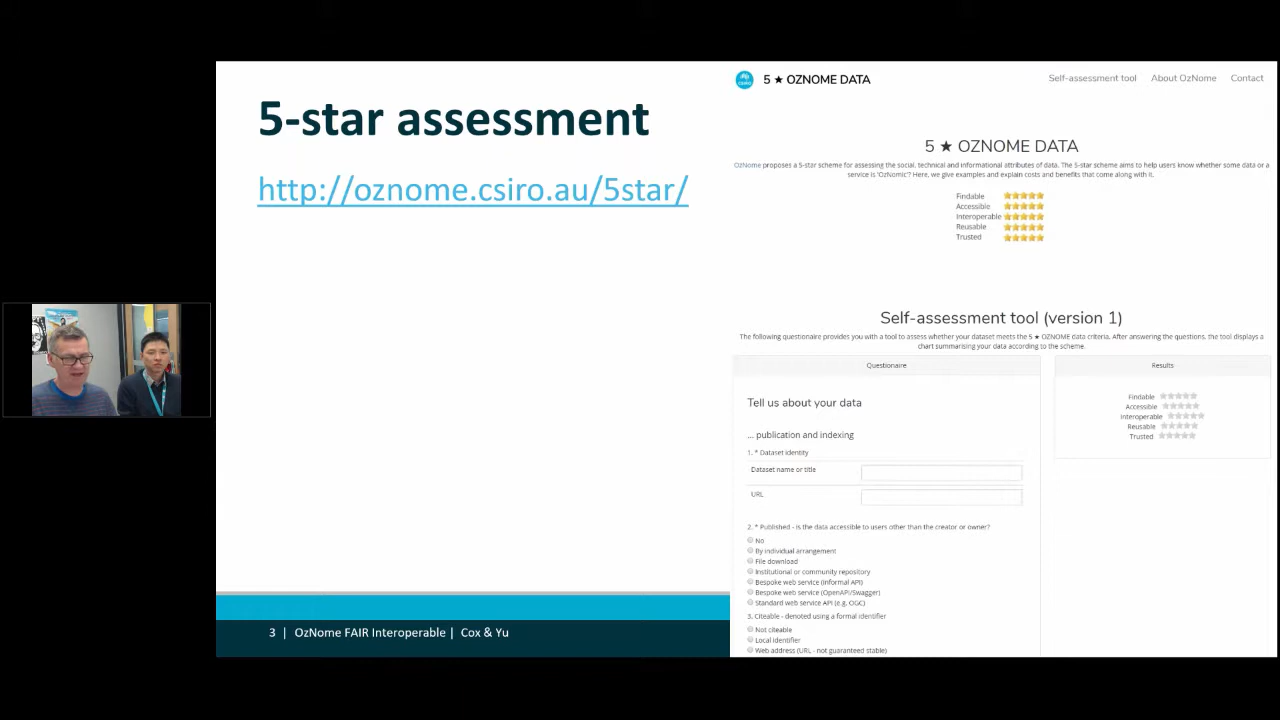 5-star assessment
http://oznome.csiro.au/5star/
3 | OzNome FAIR Interoperable | Cox & Yu
5 ★ OZNOME DATA
Self-assessment tool
About OzNome
Contact
5 ★ OZNOME DATA
OzNome proposes a 5-star scheme for assessing the social, technical and informational attributes of data. The 5-star scheme aims to help users know whether some data or a
service is 'OzNomic'? Here, we give examples and explain costs and benefits that come along with it.
Findable
Accessible
Interoperable
Reusable
Trusted
Self-assessment tool (version 1)
The following questionnaire provides you with a tool to assess whether your dataset meets the 5 ★ OZNOME data criteria. After answering the questions, the tool displays a
chart summarising your data according to the scheme.
Questionaire
Tell us about your data
... publication and indexing
1. * Dataset identity
Dataset name or title
URL
2. * Published - is the data accessible to users other than the creator or owner?
No
By individual arrangement
File download
Institutional or community repository
Bespoke web service (informal API)
Bespoke web service (OpenAPI/Swagger)
Standard web service API (e.g. OGC)
3. Citeable - denoted using a formal identifier
Not citeable
Local identifier
Web address (URL - not guaranteed stable)
Results
Findable
Accessible
Interoperable
Reusable
Trusted